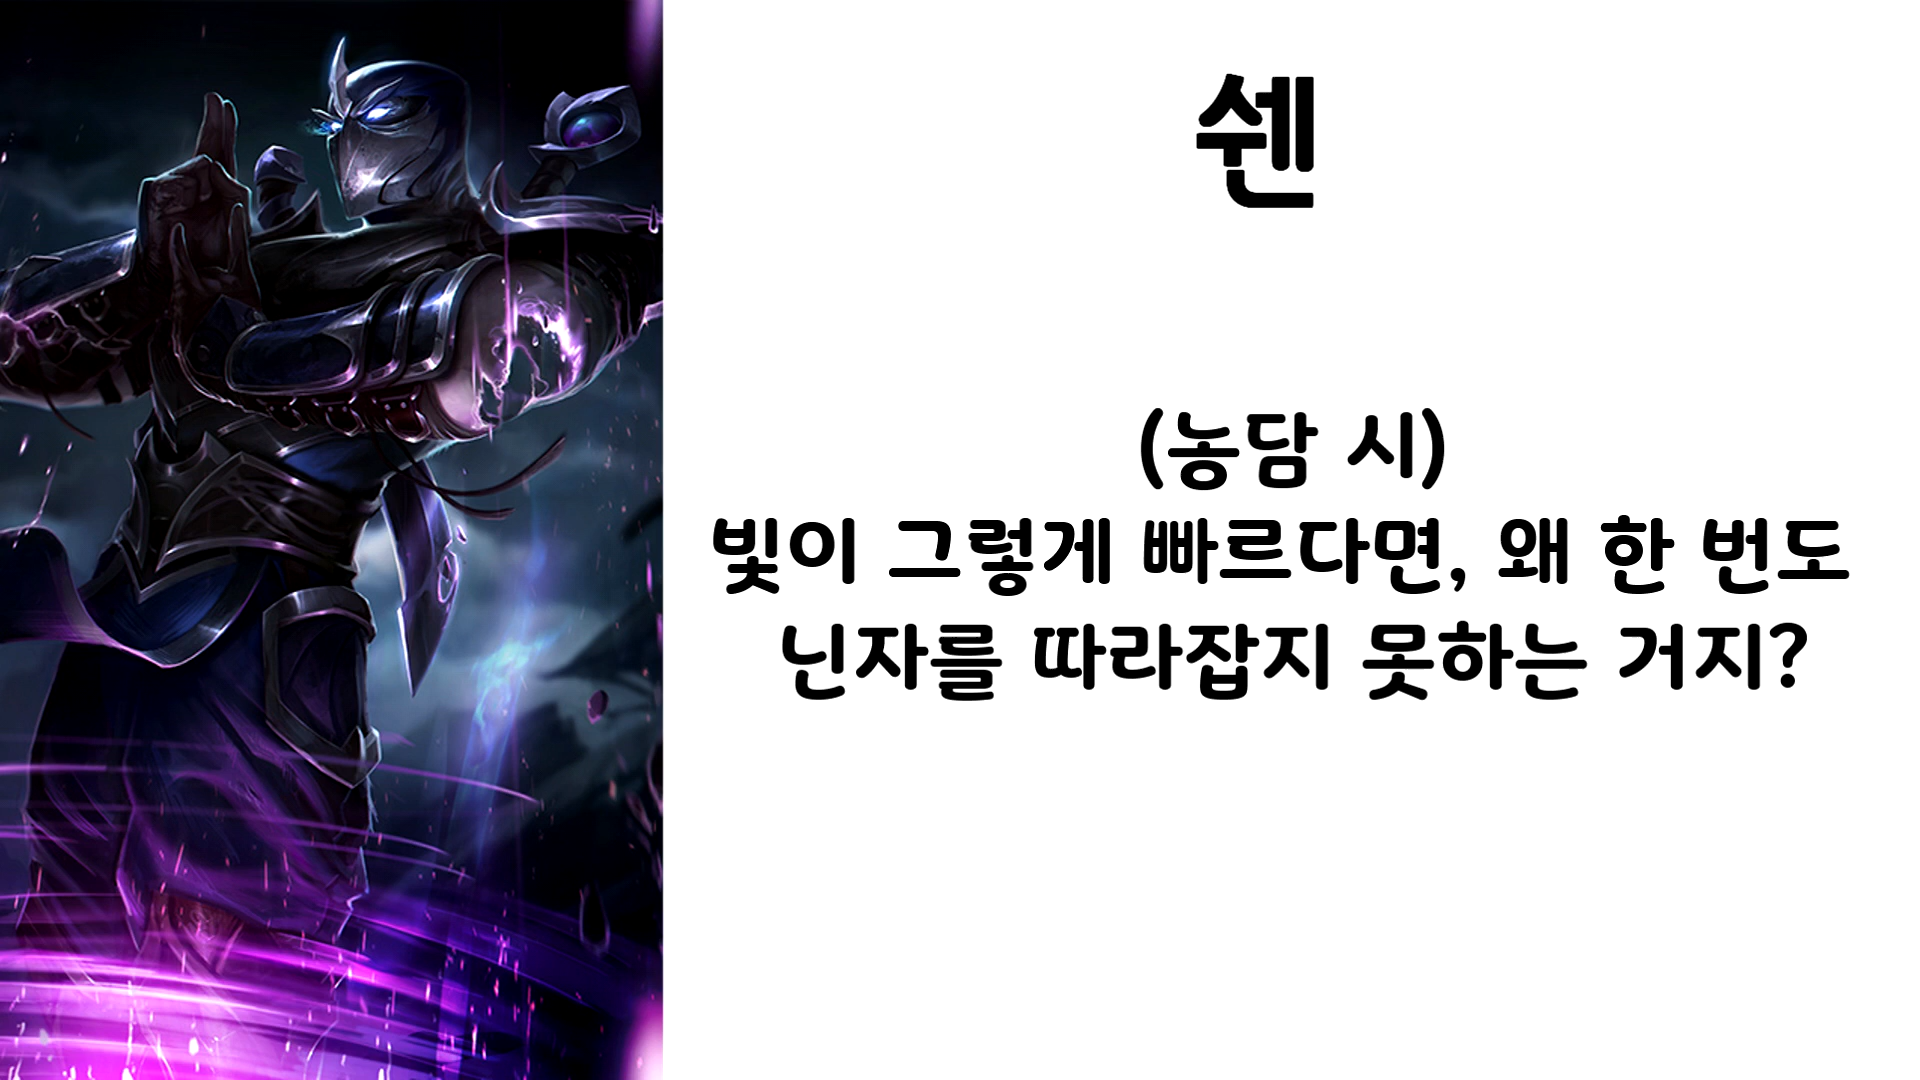 쉔
(농담 시)
빛이 그렇게 빠르다면, 왜 한 번도
닌자를 따라잡지 못하는 거지?